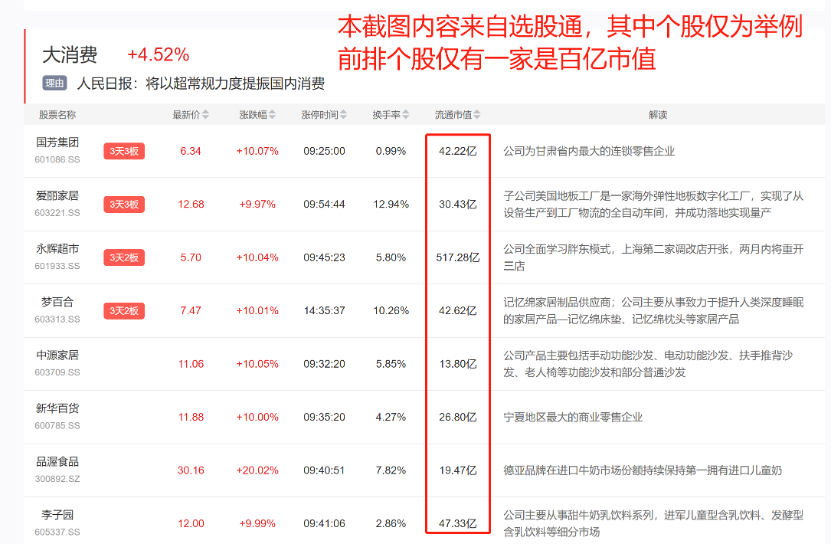 本截图内容来自选股通，其中个股仅为举例
前排个股仅有一家是百亿市值
大消费 +4.52%
理由 人民日报：将以超常规力度提振国内消费
股票名称 最新价 涨跌幅 涨停时间 换手率 流通市值 解读
国芳集团
601086.SS
3天3板 6.34 +10.07% 09:25:00 0.99% 42.22亿 公司为甘肃省内最大的连锁零售企业
爱丽家居
603221.SS
3天3板 12.68 +9.97% 09:54:44 12.94% 30.43亿
子公司美国地板工厂是一家海外弹性地板数字化工厂，实现了从
设备生产到工厂物流的全自动车间，并成功落地实现量产
永辉超市
601933.SS
3天2板 5.70 +10.04% 09:45:23 5.80% 517.28亿
公司全面学习胖东模式，上海第二家调改店开张，两月内将重开
三店
梦百合
603313.SS
3天2板 7.47 +10.01% 14:35:37 10.26% 42.62亿
记忆绵家居制品供应商；公司主要从事致力于提升人类深度睡眠
的家居产品—记忆绵床垫、记忆绵枕头等家居产品
中源家居
603709.SS
11.06 +10.05% 09:32:20 5.85% 13.80亿
公司产品主要包括手动功能沙发、电动功能沙发、扶手推背沙
发、老人椅等功能沙发和部分普通沙发
新华百货
600785.SS
11.88 +10.00% 09:35:20 4.27% 26.80亿 宁夏地区最大的商业零售企业
品渥食品
300892.SZ
30.16 +20.02% 09:40:51 7.82% 19.47亿 德亚品牌在进口牛奶市场份额持续保持第一拥有进口儿童奶
李子园
605337.SS
12.00 +9.99% 09:41:06 2.86% 47.33亿
公司主要从事甜牛奶乳饮料系列，进军儿童型含乳饮料、发酵型
含乳饮料等细分市场